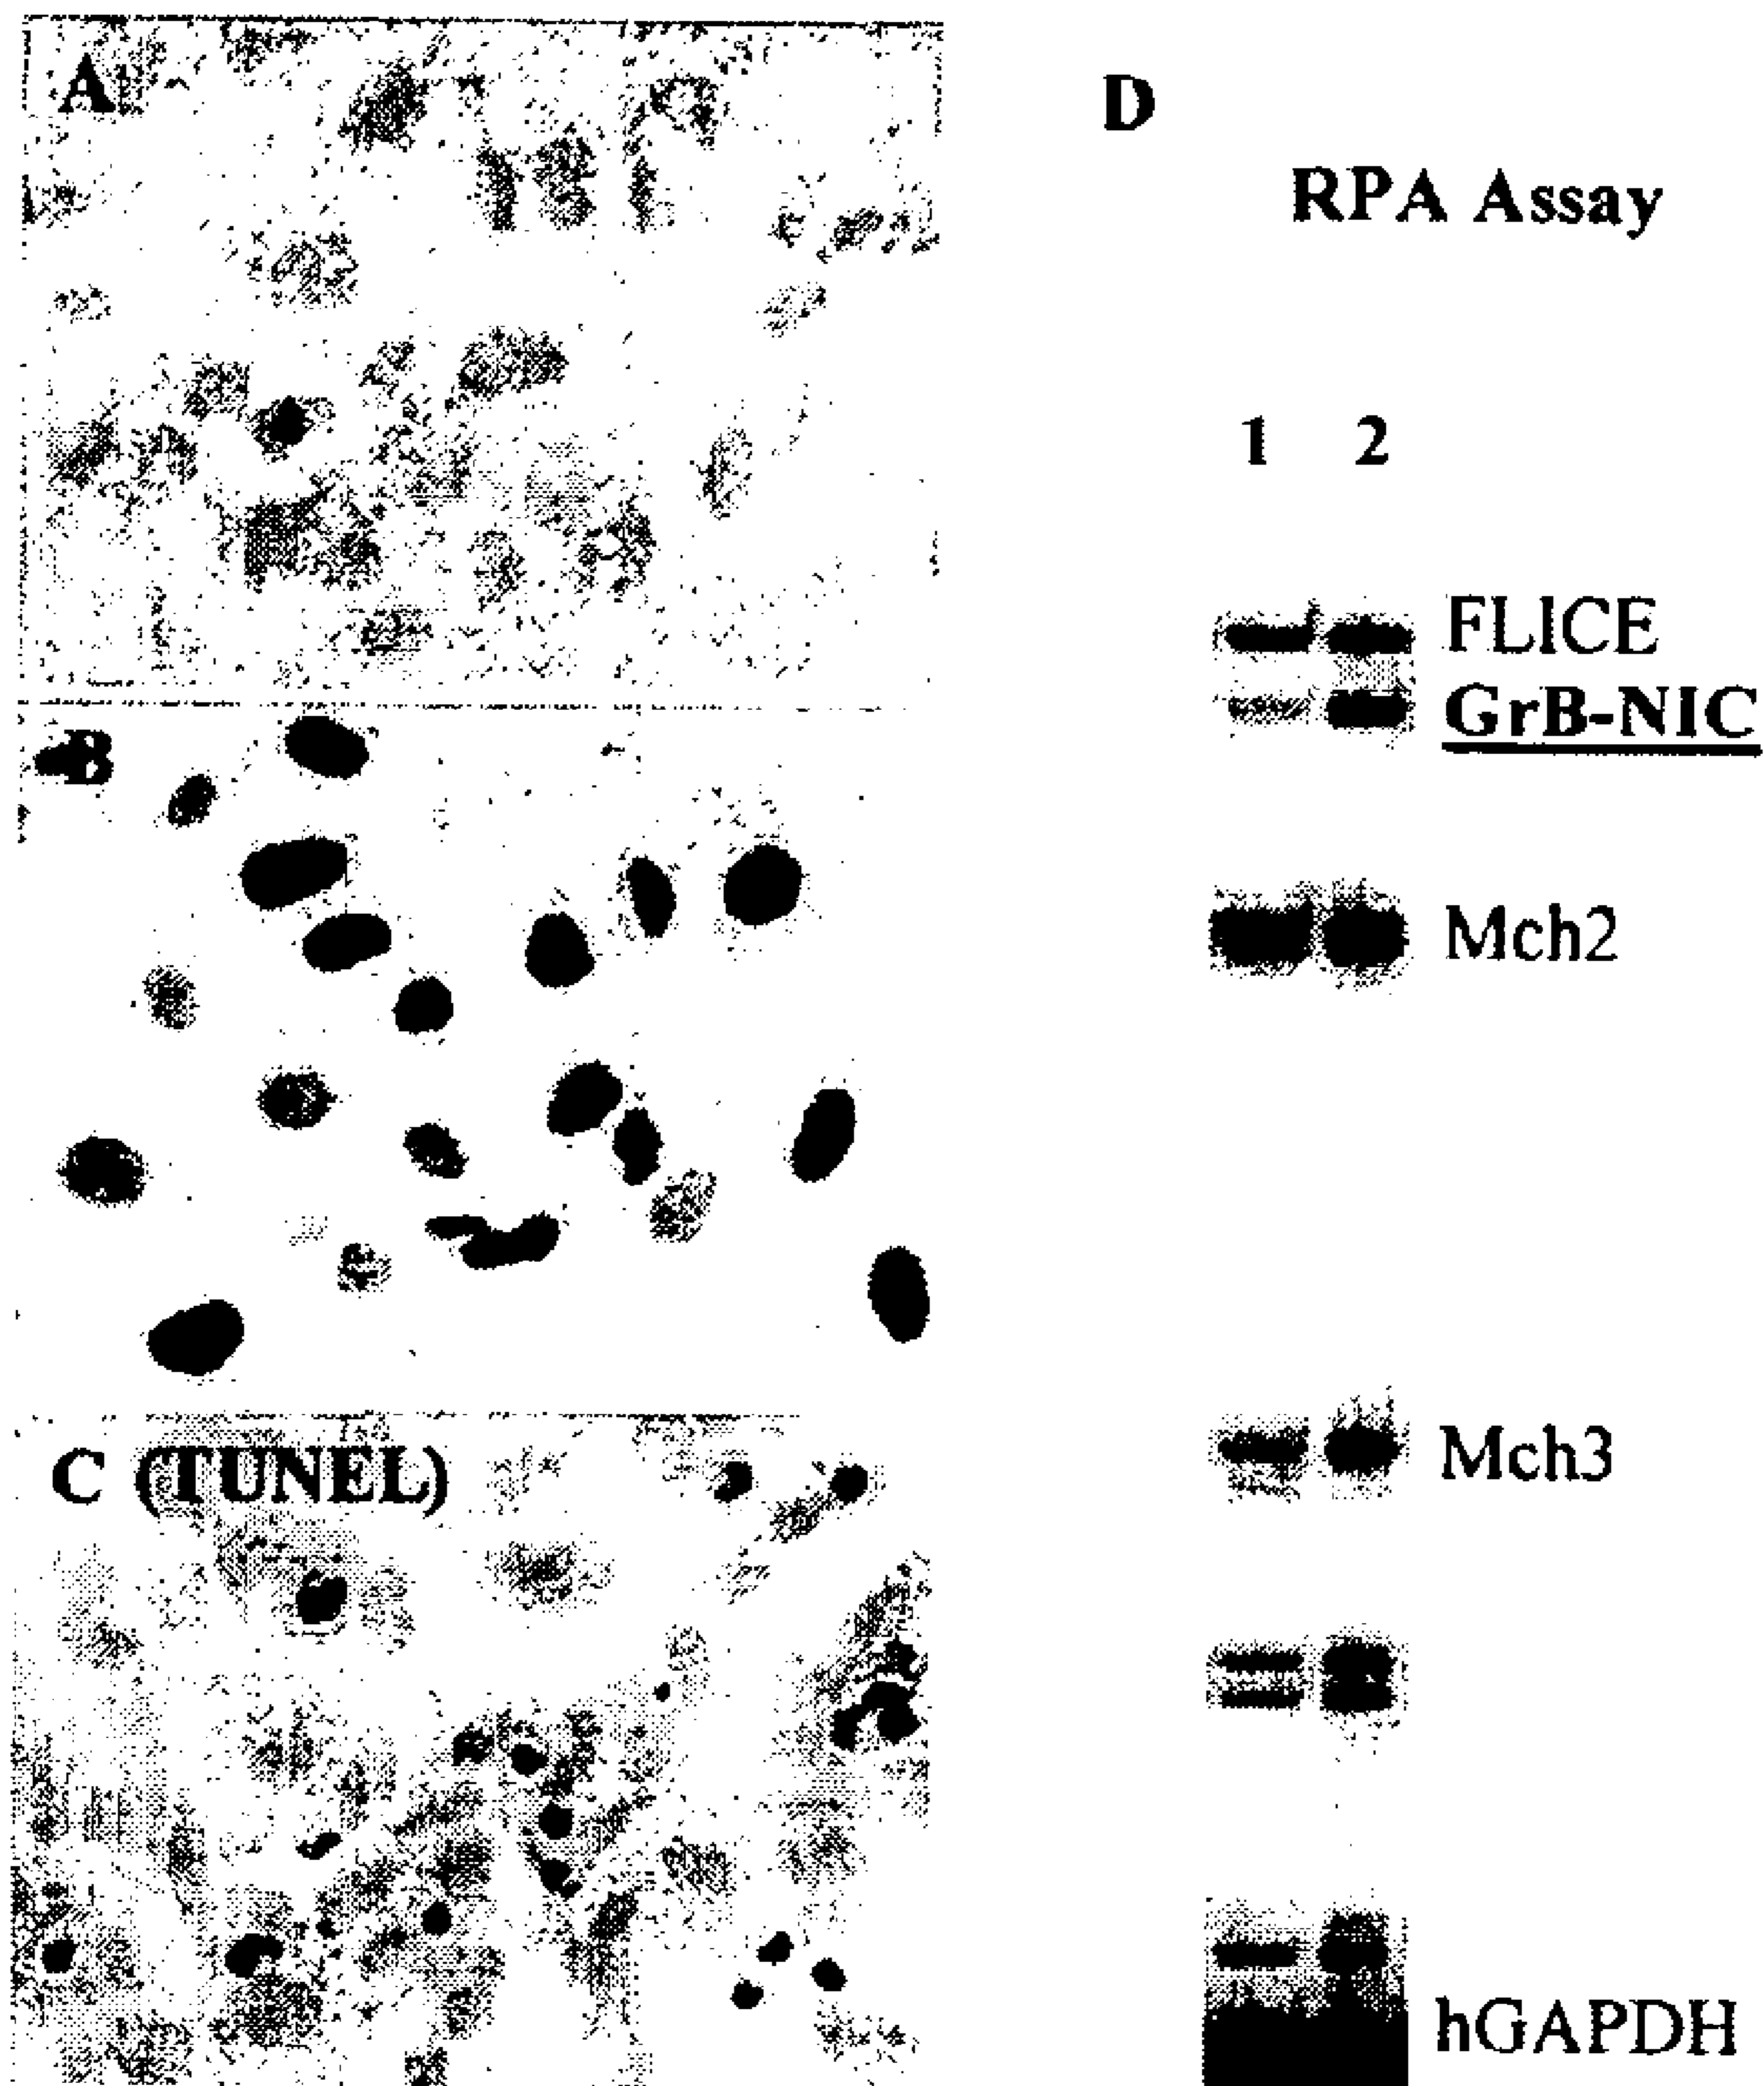 A
B
C (TUNEL)
D
RPA Assay
1 2
FLICE
GrB-NIC
Mch2
Mch3
hGAPDH